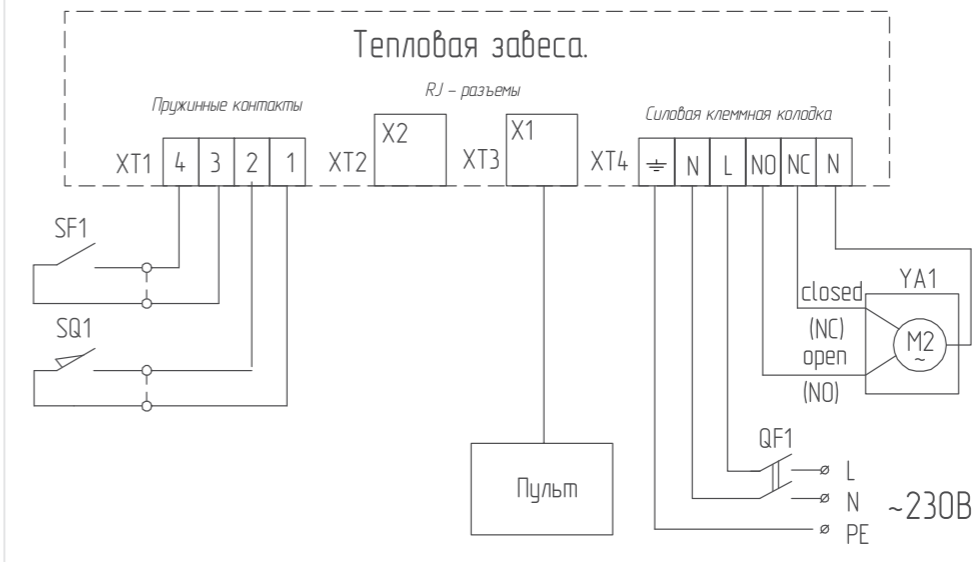 Тепловая завеса.
Пружинные контакты
RJ - разъемы
Силовая клеммная колодка
XT1 4 3 2 1 XT2 X2 XT3 X1 XT4 N L NO NC N
SF1
SQ1
closed
(NC)
open
(NO)
YA1
M2
~
QF1
Пульт
L
N
PE
~230В